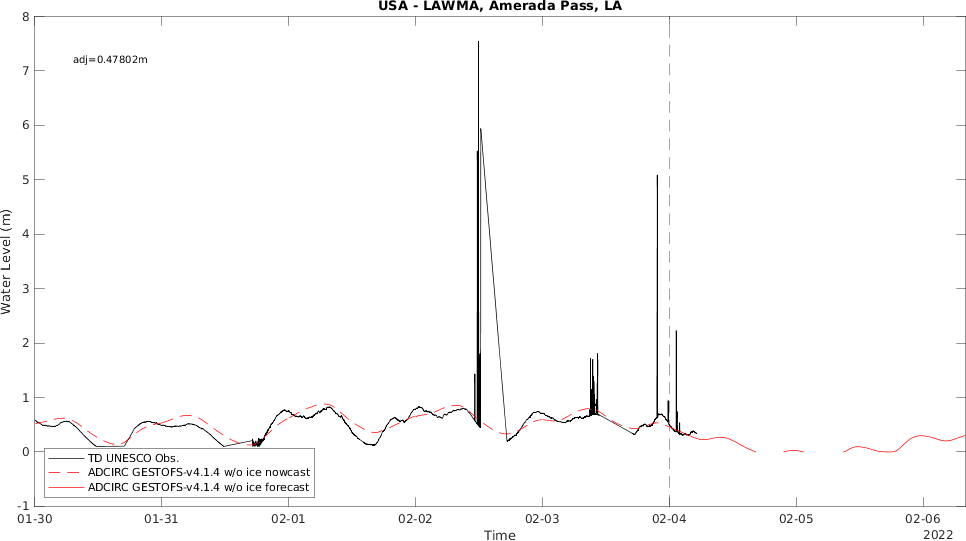 USA - LAWMA, Amerada Pass, LA
adj=0.47802m
8
7
6
5
4
3
2
1
0
-1
Water Level (m)
TD UNESCO Obs.
ADCIRC GESTOFS-v4.1.4 w/o ice nowcast
ADCIRC GESTOFS-v4.1.4 w/o ice forecast
01-30 01-31 02-01 02-02 02-03 02-04 02-05 02-06
Time
2022